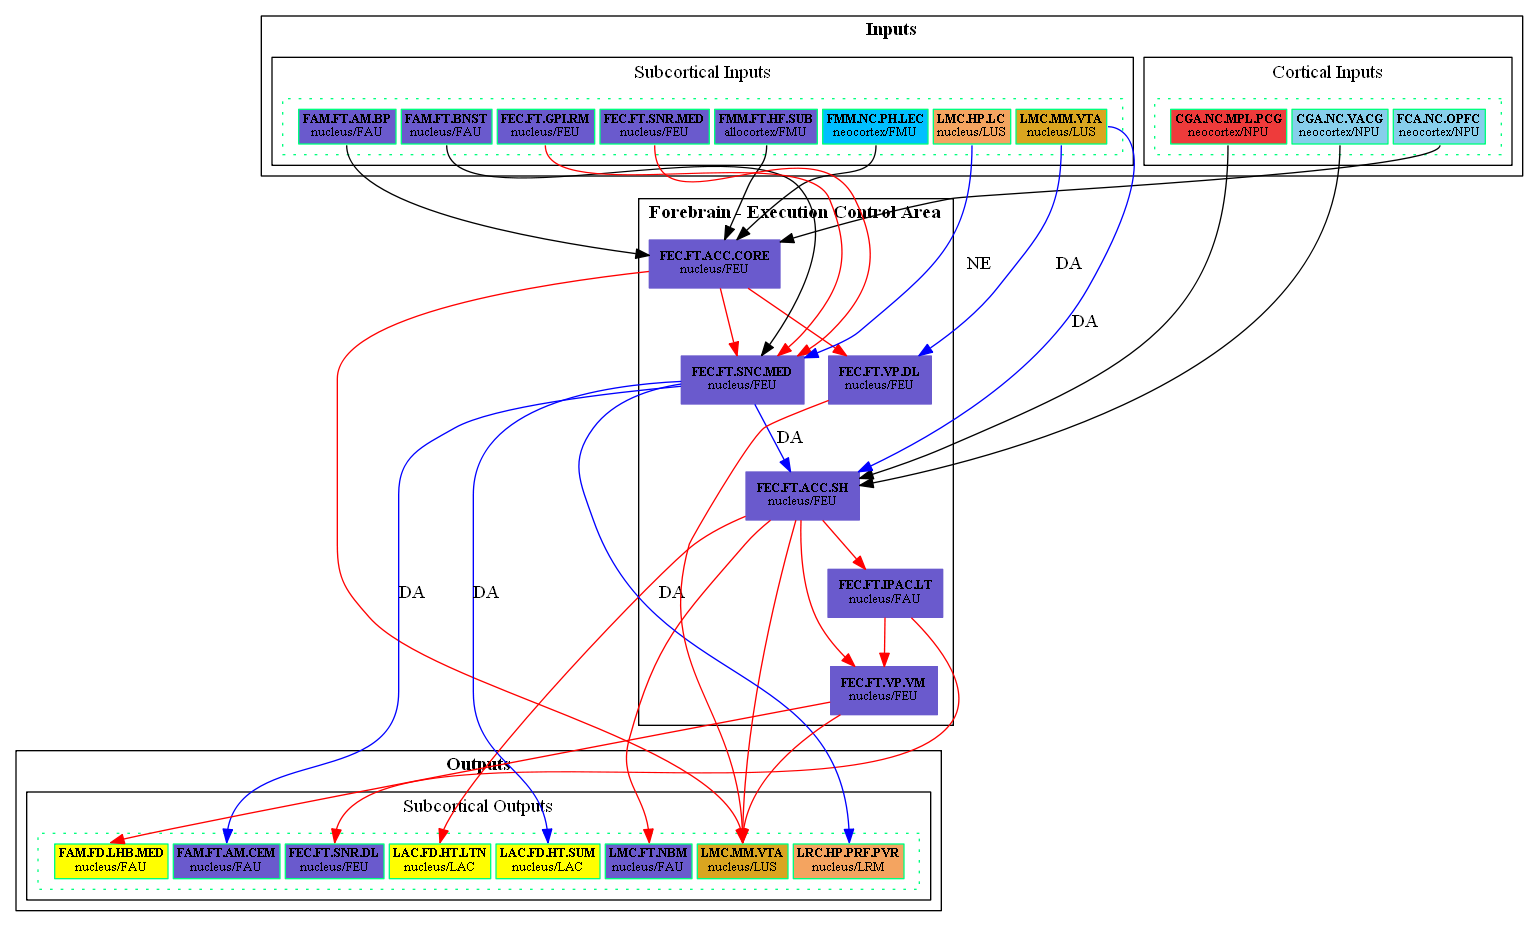 Inputs
Subcortical Inputs
Cortical Inputs
FAM.FT.AM.BP
nucleus/FAU
FAM.FT.BNST
nucleus/FAU
FEC.FT.GPI.RM
nucleus/FEU
FEC.FT.SNR.MED
nucleus/FEU
FMM.FT.HF.SUB
allocortex/FMU
FMM.NC.PH.LEC
neocortex/FMU
LMC.HP.LC
nucleus/LUS
LMC.MM.VTA
nucleus/LUS
CGA.NC.MPL.PCG
neocortex/NPU
CGA.NC.VACG
neocortex/NPU
FCA.NC.OPFC
neocortex/NPU
Forebrain - Execution Control Area
FEC.FT.ACC.CORE
nucleus/FEU
NE
DA
DA
FEC.FT.SNC.MED
nucleus/FEU
FEC.FT.VP.DL
nucleus/FEU
DA
FEC.FT.ACC.SH
nucleus/FEU
FEC.FT.IPAC.LT
nucleus/FAU
DA
DA
DA
FEC.FT.VP.VM
nucleus/FEU
Outputs
Subcortical Outputs
FAM.FD.LHB.MED
nucleus/FAU
FAM.FT.AM.CEM
nucleus/FAU
FEC.FT.SNR.DL
nucleus/FEU
LAC.FD.HT.LTN
nucleus/LAC
LAC.FD.HT.SUM
nucleus/LAC
LMC.FT.NBM
nucleus/FAU
LMC.MM.VTA
nucleus/LUS
LRC.HP.PRF.PVR
nucleus/LRM